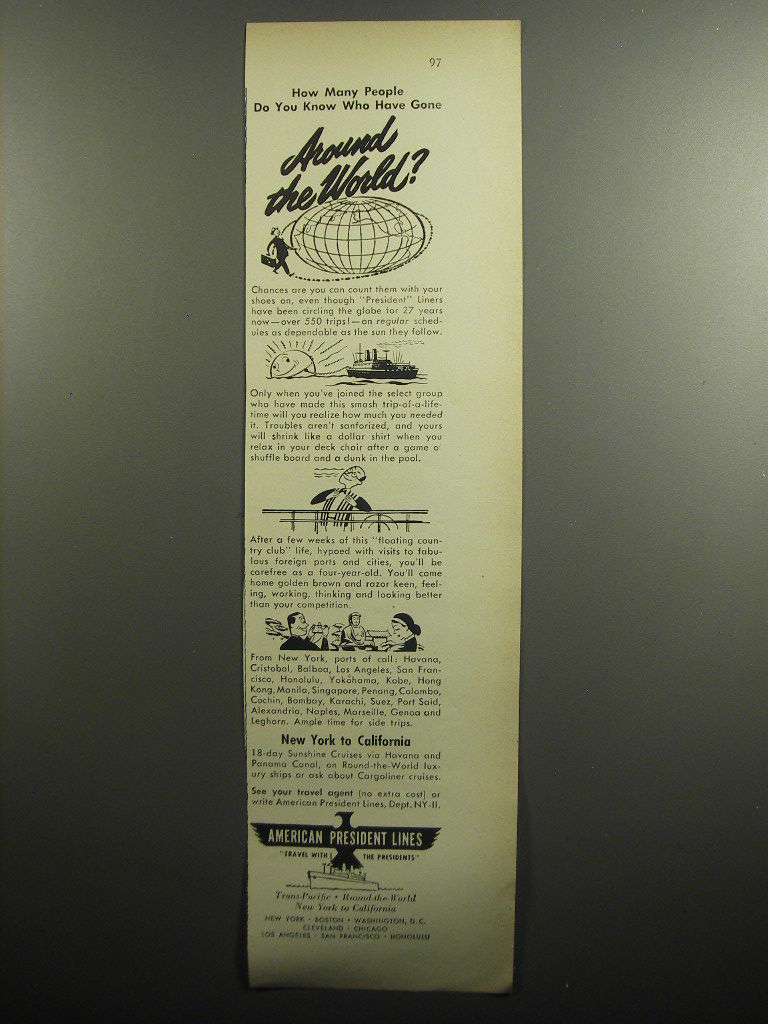 97
How Many People
Do You Know Who Have Gone
Around
the World?
Chances are you can count them with your
shoes on, even though "President" Liners
have been circling the globe for 27 years
now—over 550 trips!—on regular sched-
ules as dependable as the sun they follow.
Only when you've joined the select group
who have made this smash trip-of-a-life-
time will you realize how much you needed
it. Troubles aren't sanforized, and yours
will shrink like a dollar shirt when you
relax in your deck chair after a game o'
shuffle board and a dunk in the pool.
After a few weeks of this "floating coun-
try club" life, hypoed with visits to fabu-
lous foreign ports and cities, you'll be
carefree as a four-year-old. You'll come
home golden brown and razor keen, feel-
ing, working, thinking and looking better
than your competition.
From New York, ports of call: Havana,
Cristobal, Balboa, Los Angeles, San Fran-
cisco, Honolulu, Yokohama, Kobe, Hong
Kong, Manila, Singapore, Penang, Colombo,
Cochin, Bombay, Karachi, Suez, Port Said,
Alexandria, Naples, Marseille, Genoa and
Leghorn. Ample time for side trips.
New York to California
18-day Sunshine Cruises via Havana and
Panama Canal, on Round-the-World lux-
ury ships or ask about Cargoliner cruises.
See your travel agent (no extra cost) or
write American President Lines, Dept. NY-11.
AMERICAN PRESIDENT LINES
"TRAVEL WITH THE PRESIDENTS"
Trans-Pacific • Round-the-World
New York to California
NEW YORK · BOSTON · WASHINGTON, D.C.
CLEVELAND · CHICAGO
LOS ANGELES · SAN FRANCISCO · HONOLULU